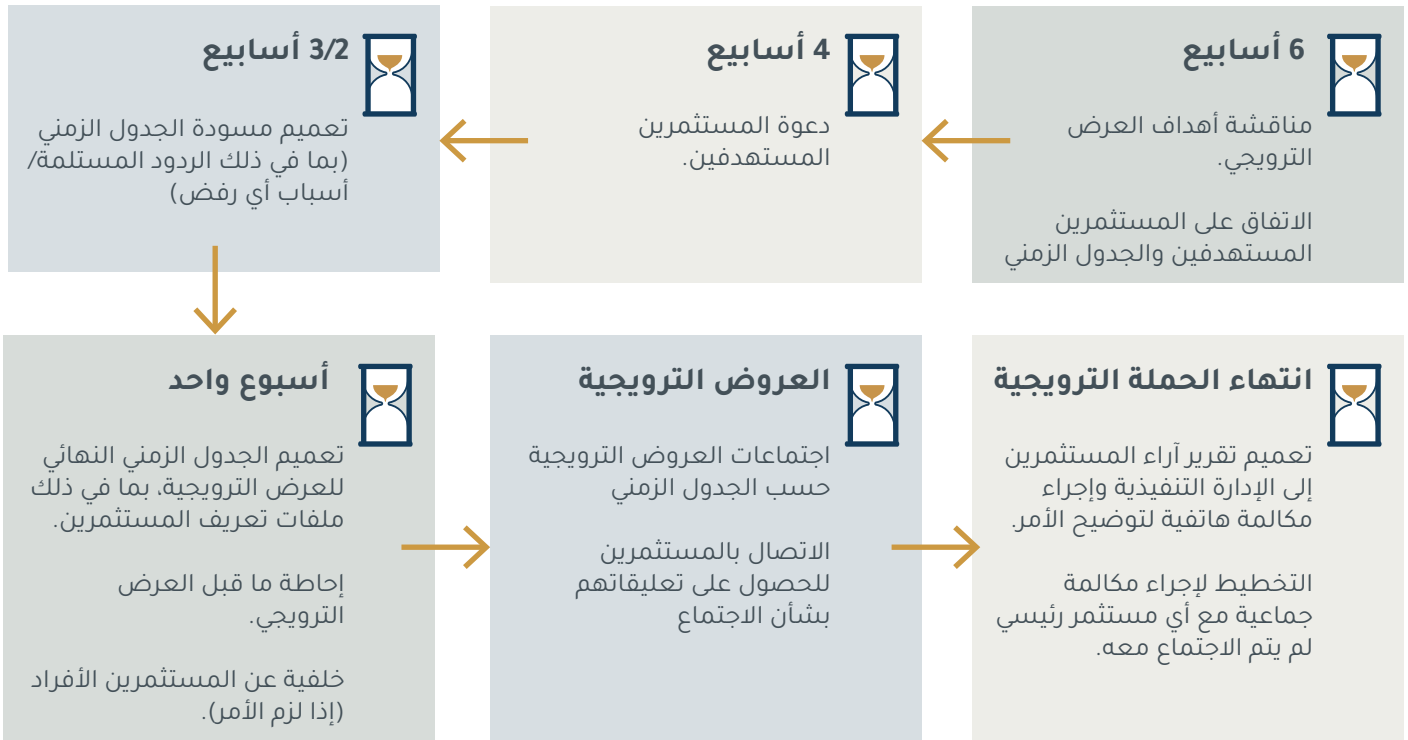 6 أسابيع
مناقشة أهداف العرض
الترويجي.
الاتفاق على المستثمرين
المستهدفين والجدول الزمني
4 أسابيع
دعوة المستثمرين
المستهدفين.
3/2 أسابيع
تعميم مسودة الجدول الزمني
(بما في ذلك الردود المستلمة/
أسباب أي رفض)
أسبوع واحد
تعميم الجدول الزمني النهائي
للعرض الترويجية، بما في ذلك
ملفات تعريف المستثمرين.
إحاطة ما قبل العرض
الترويجي.
خلفية عن المستثمرين الأفراد
(إذا لزم الأمر).
العروض الترويجية
اجتماعات العروض الترويجية
حسب الجدول الزمني
الاتصال بالمستثمرين
للحصول على تعليقاتهم
بشأن الاجتماع
انتهاء الحملة الترويجية
تعميم تقرير آراء المستثمرين
إلى الإدارة التنفيذية وإجراء
مكالمة هاتفية لتوضيح الأمر.
التخطيط لإجراء مكالمة
جماعية مع أي مستثمر رئيسي
لم يتم الاجتماع معه.